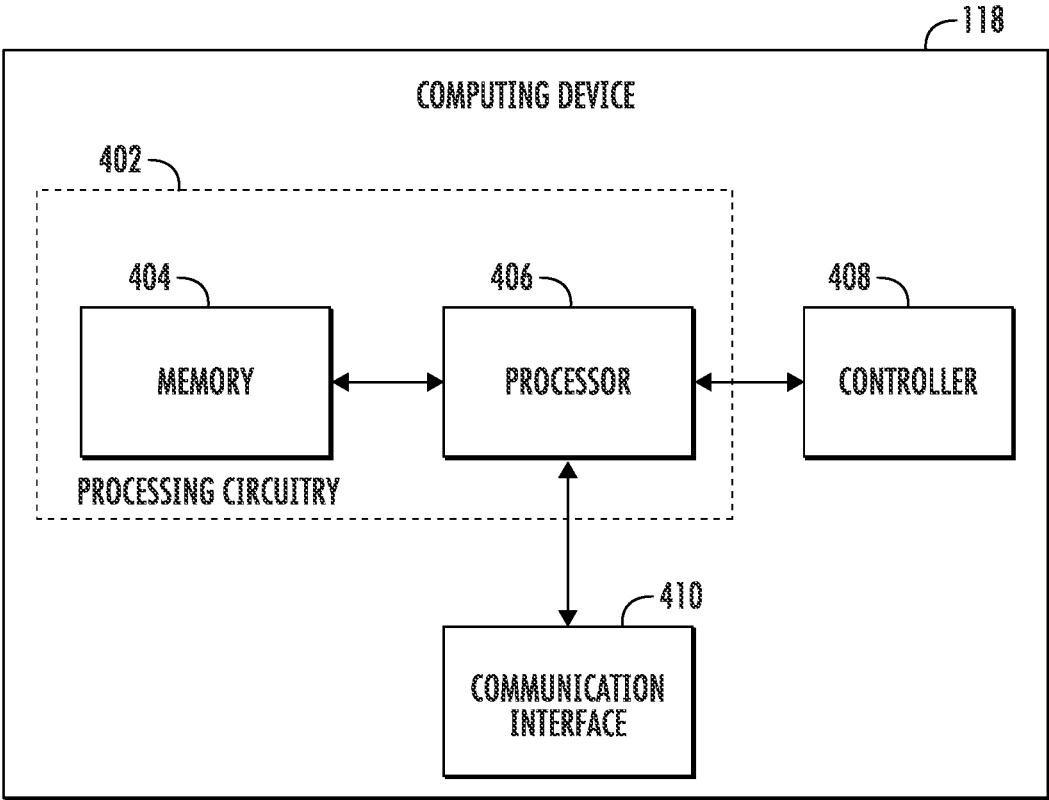 118
COMPUTING DEVICE
402
404
406
408
MEMORY
PROCESSOR
CONTROLLER
PROCESSING CIRCUITRY
410
COMMUNICATION
INTERFACE